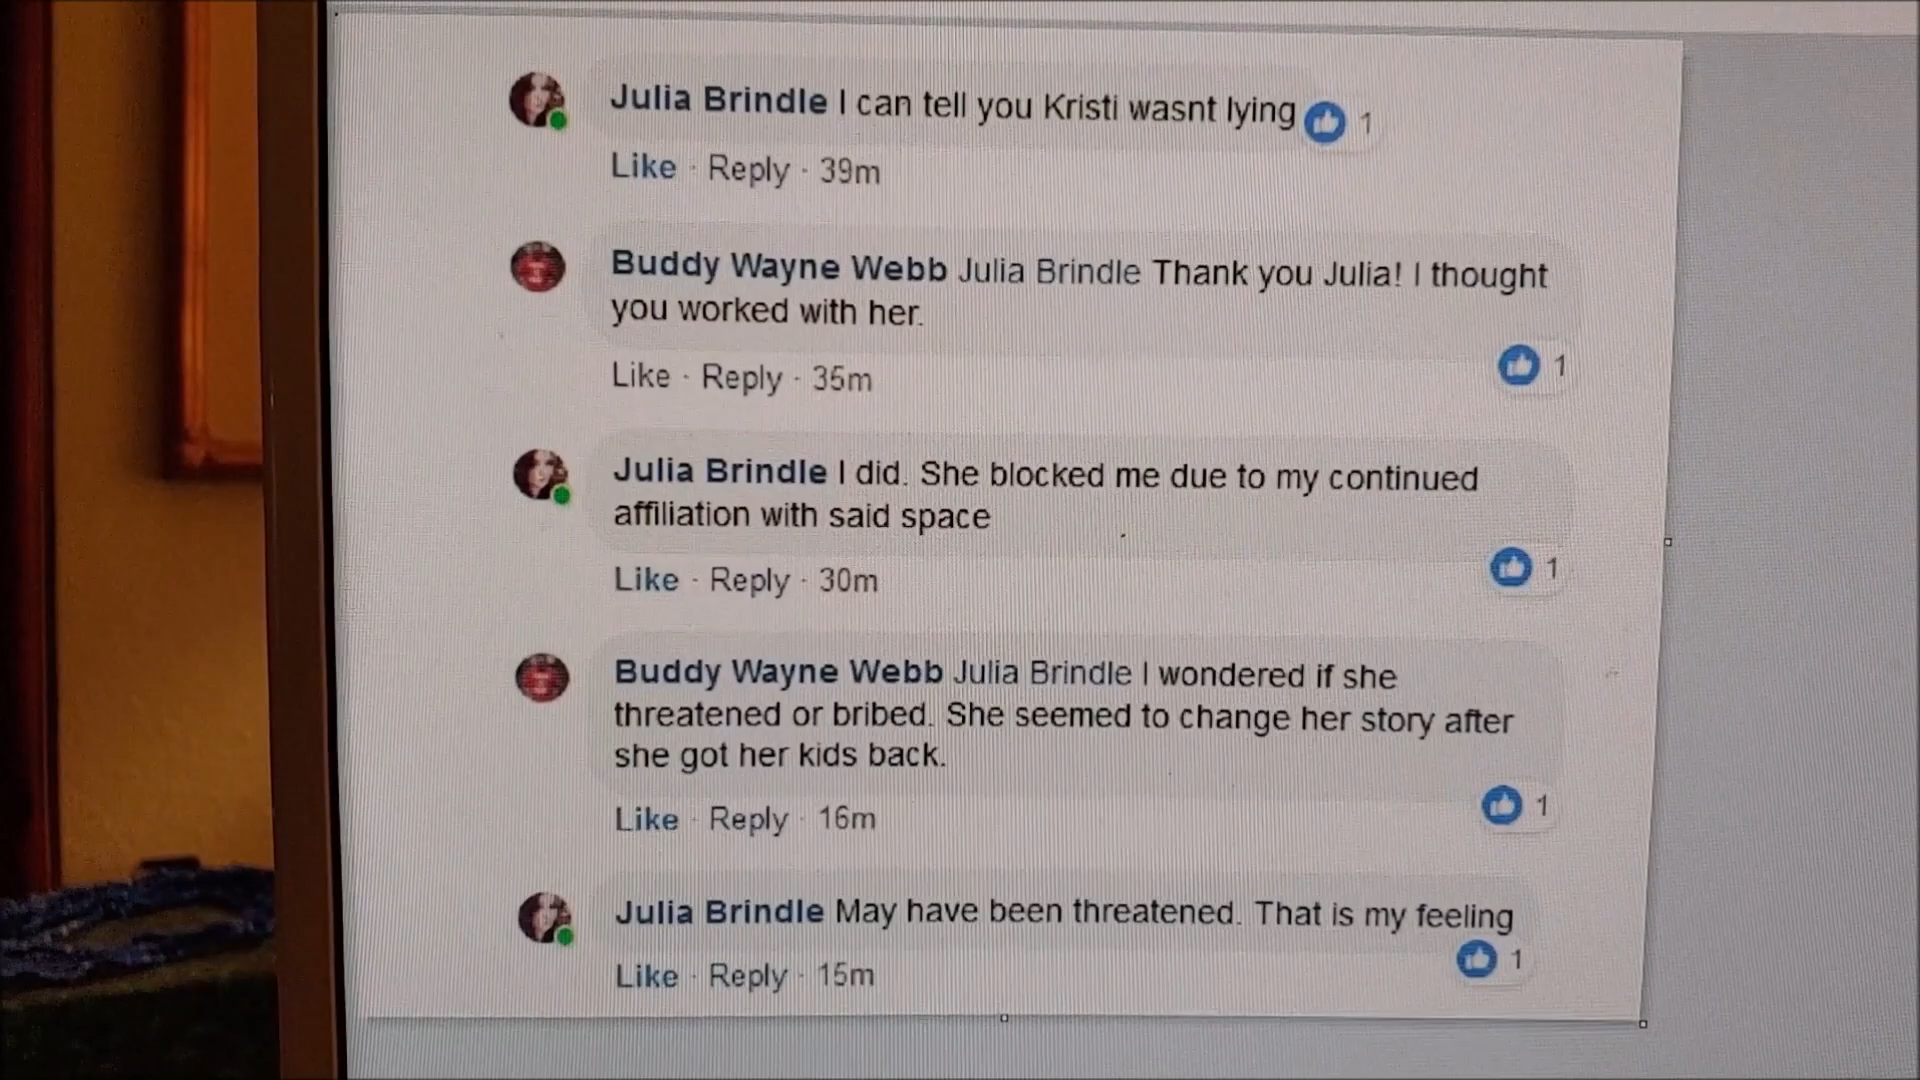 Julia Brindle I can tell you Kristi wasnt lying 1
Like · Reply · 39m
Buddy Wayne Webb Julia Brindle Thank you Julia! I thought
you worked with her.
1
Like · Reply · 35m
Julia Brindle I did. She blocked me due to my continued
affiliation with said space
1
Like · Reply · 30m
Buddy Wayne Webb Julia Brindle I wondered if she
threatened or bribed. She seemed to change her story after
she got her kids back.
1
Like · Reply · 16m
Julia Brindle May have been threatened. That is my feeling
1
Like · Reply · 15m